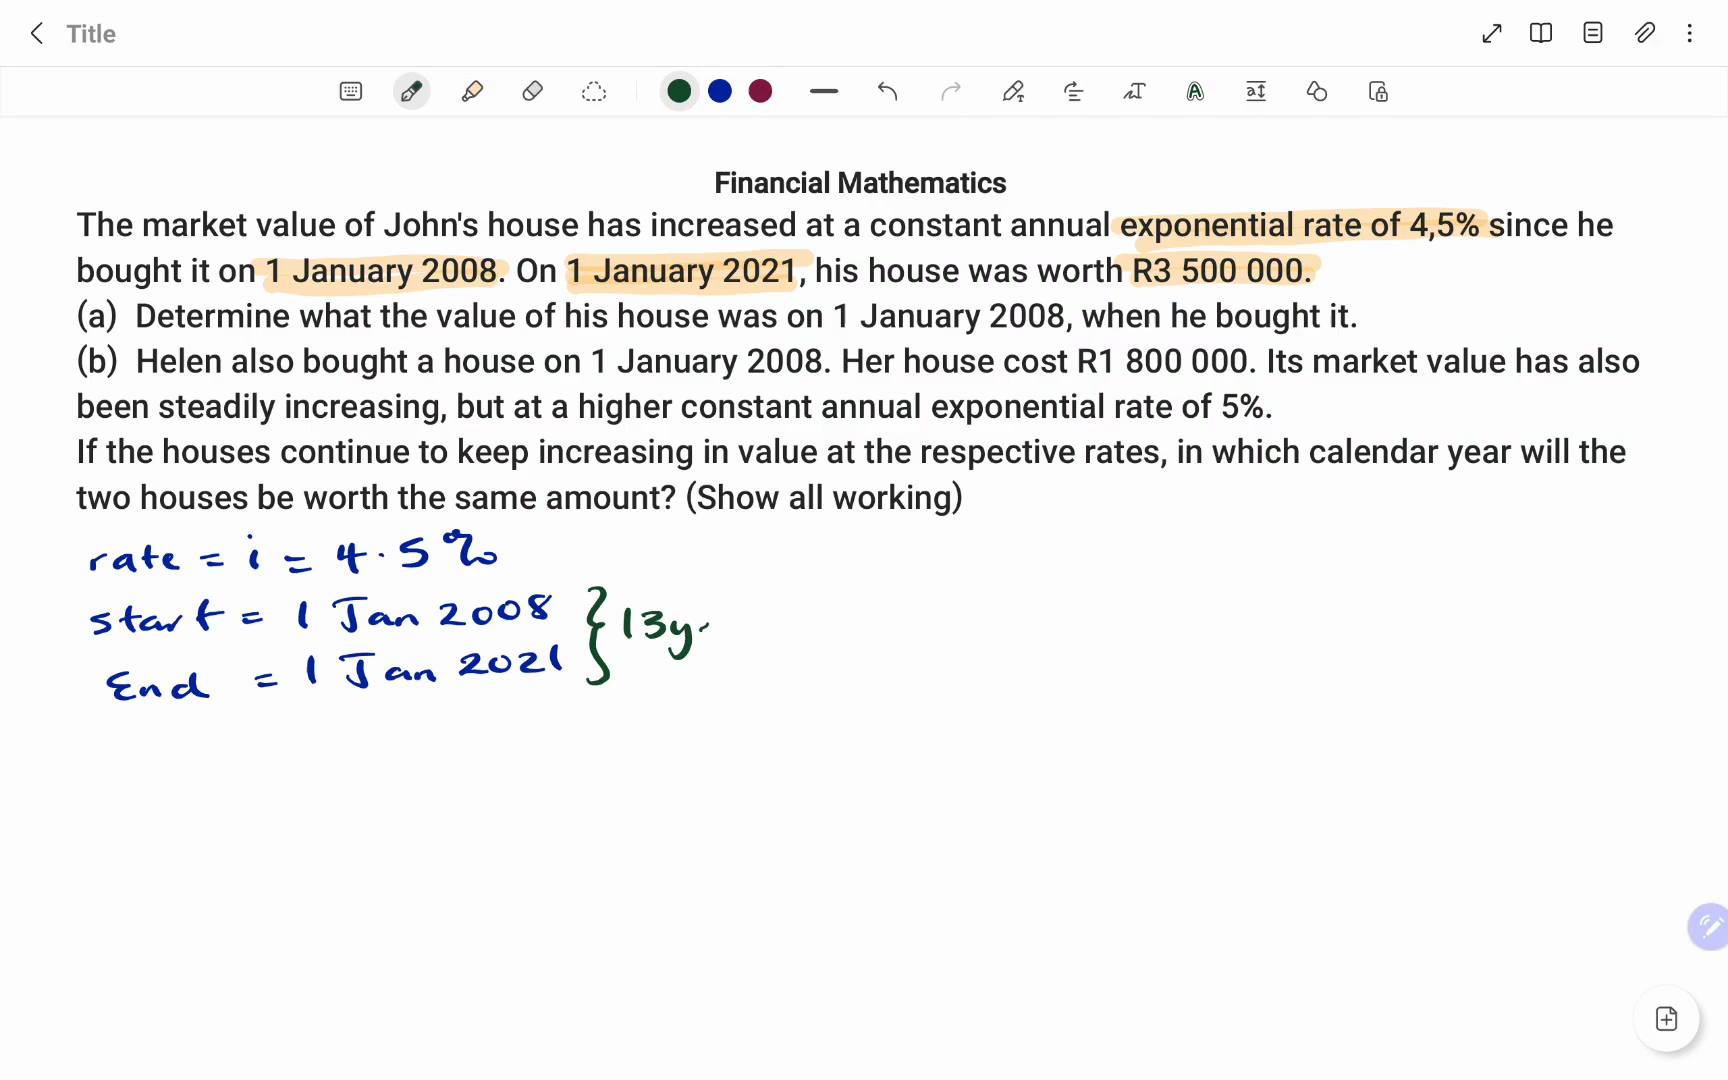 Title
Financial Mathematics
The market value of John's house has increased at a constant annual exponential rate of 4,5% since he
bought it on 1 January 2008. On 1 January 2021, his house was worth R3 500 000.
(a) Determine what the value of his house was on 1 January 2008, when he bought it.
(b) Helen also bought a house on 1 January 2008. Her house cost R1 800 000. Its market value has also
been steadily increasing, but at a higher constant annual exponential rate of 5%.
If the houses continue to keep increasing in value at the respective rates, in which calendar year will the
two houses be worth the same amount? (Show all working)
rate = i = 4.5%
start = 1 Jan 2008
} 13y
End = 1 Jan 2021